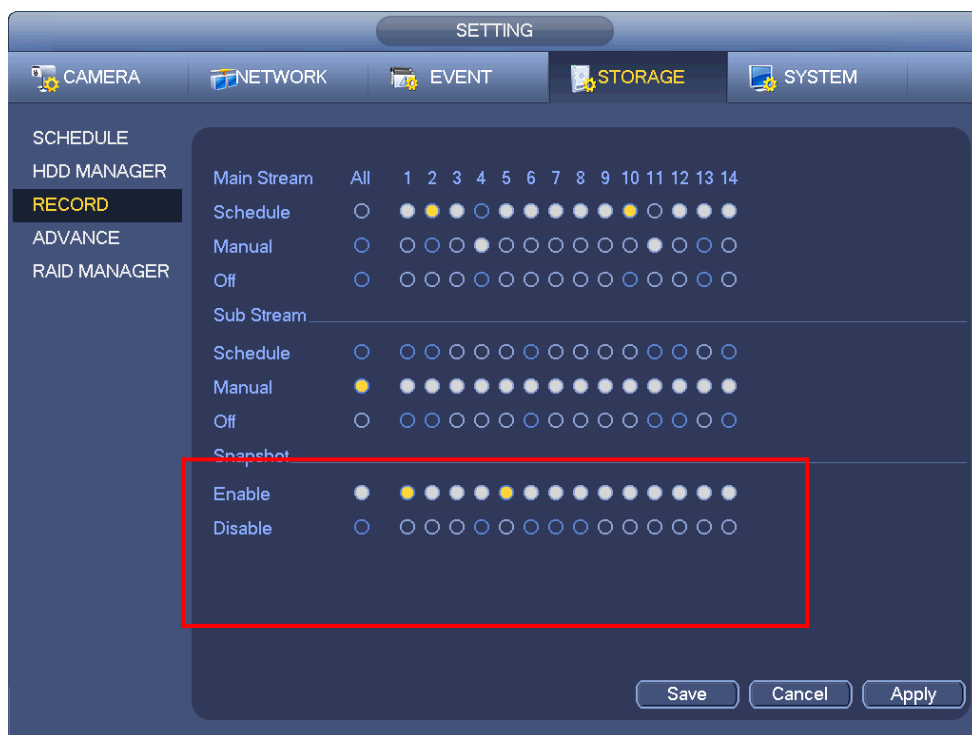 SETTING
CAMERA NETWORK EVENT STORAGE SYSTEM
SCHEDULE
HDD MANAGER
RECORD
ADVANCE
RAID MANAGER
Main Stream All 1 2 3 4 5 6 7 8 9 10 11 12 13 14
Schedule
Manual
Off
Sub Stream
Schedule
Manual
Off
Snapshot
Enable
Disable
Save Cancel Apply